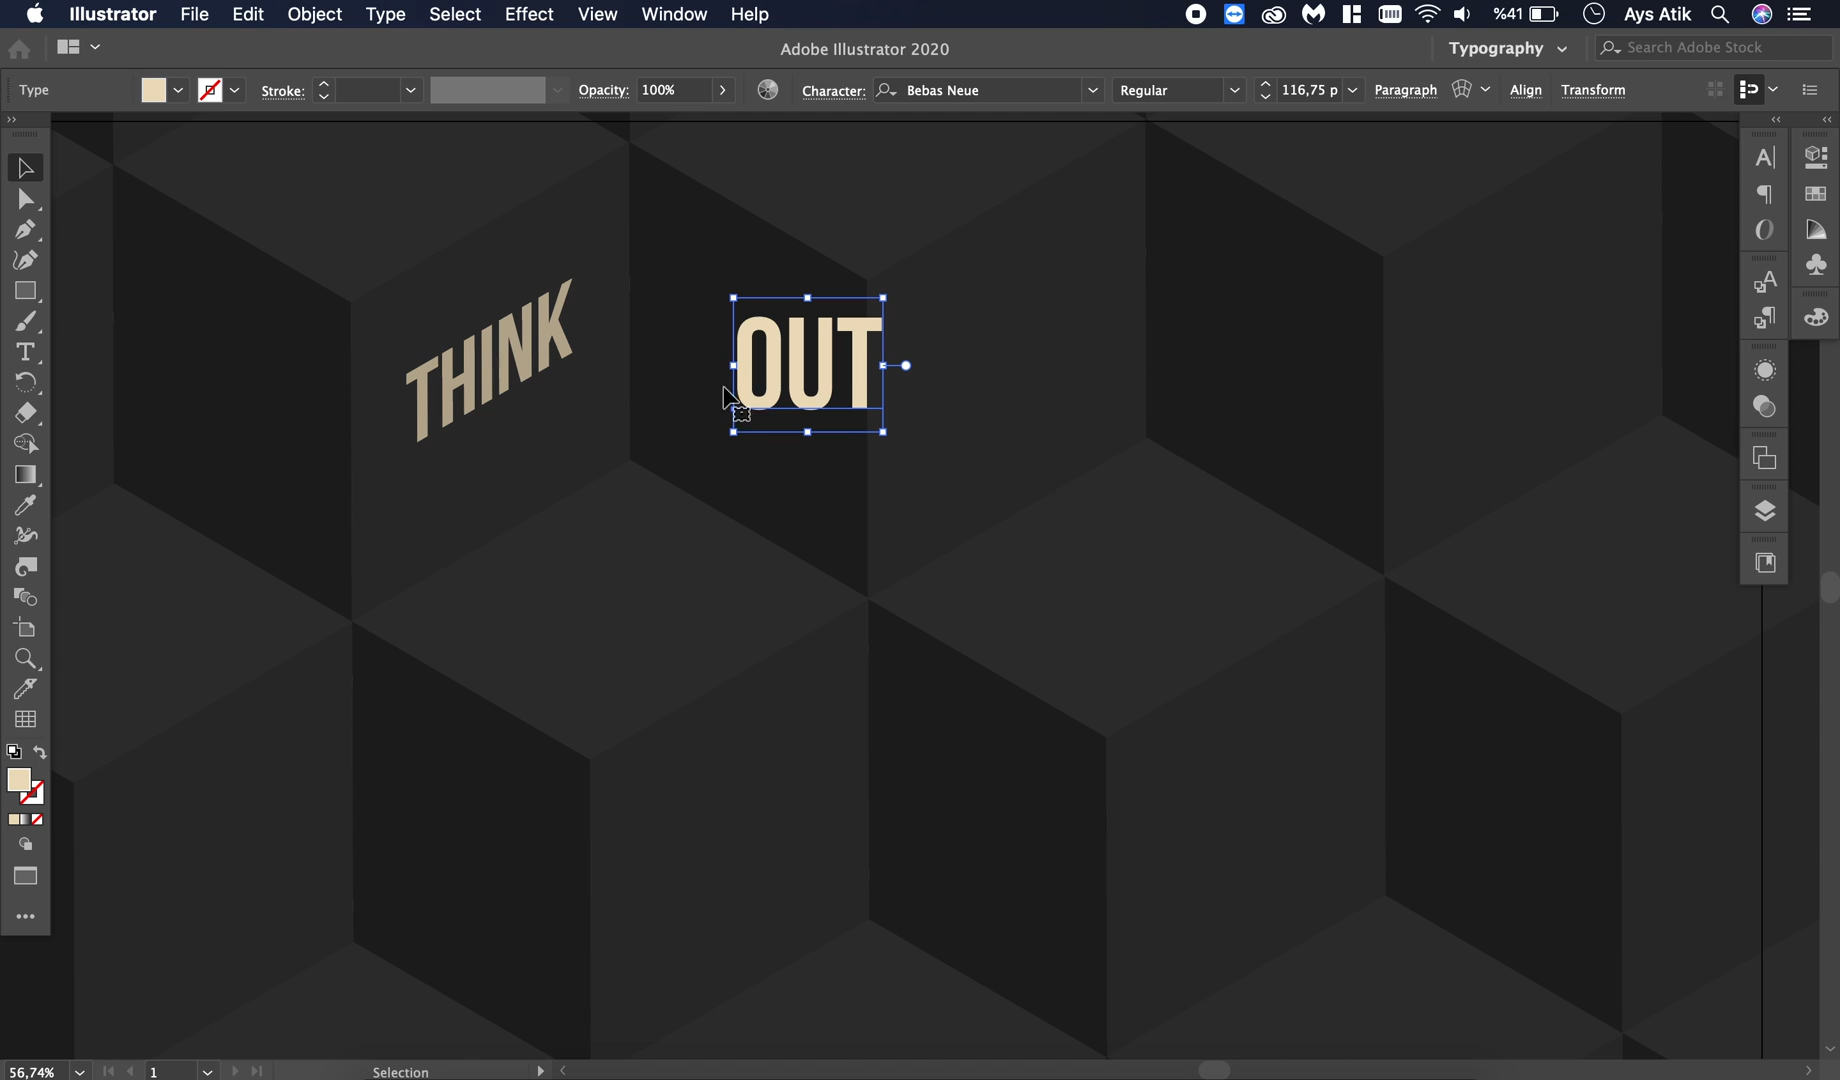 Illustrator File Edit Object Type Select Effect View Window Help %41 Ays Atik
Adobe Illustrator 2020 Typography Search Adobe Stock
Type Stroke: Opacity: 100% Character: Bebas Neue Regular 116,75 p Paragraph Align Transform
THINK
OUT
56,74% 1 Selection